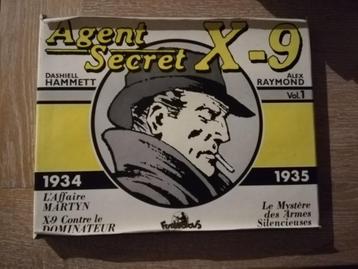 Agent
Secret X-9
DASHIELL
HAMMETT
ALEX
RAYMOND
Vol.1
1934
1935
L'Affaire
MARTYN
X-9 Contre le
DOMINATEUR
Le Mystère
des Armes
Silencieuses
Futuropolis